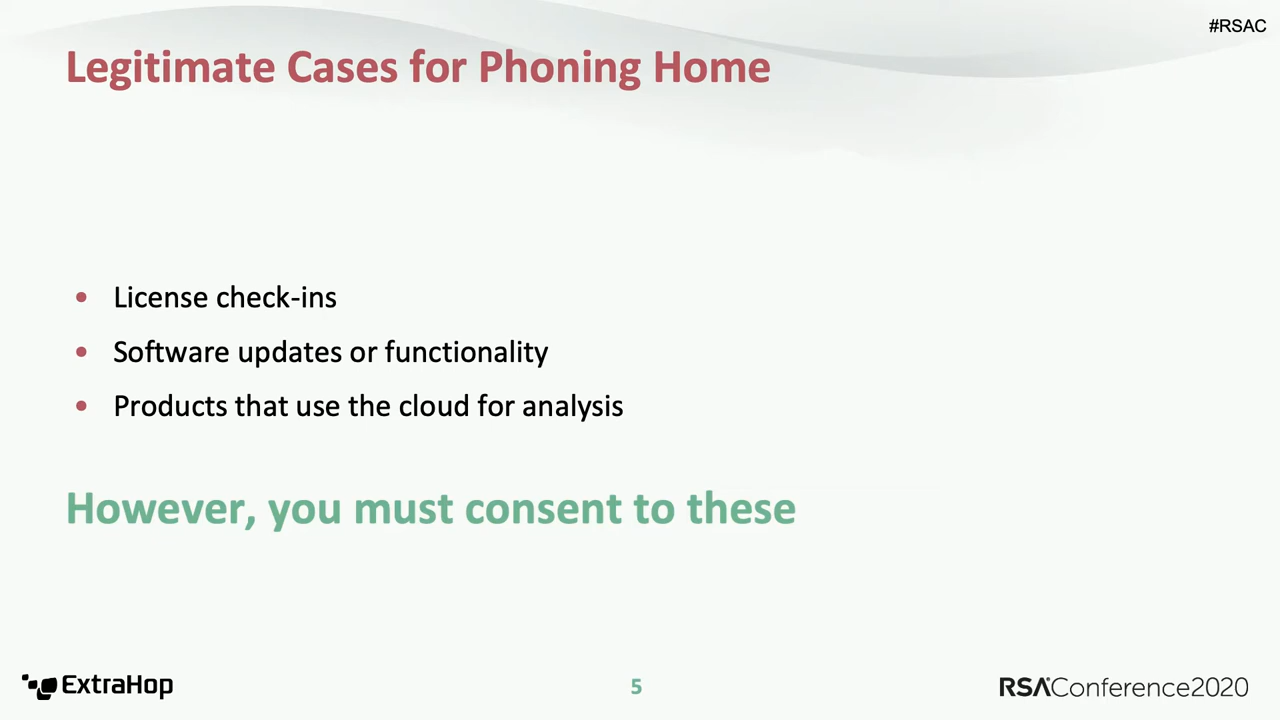 #RSAC
Legitimate Cases for Phoning Home
• License check-ins
• Software updates or functionality
• Products that use the cloud for analysis
However, you must consent to these
ExtraHop
5
RSAConference2020